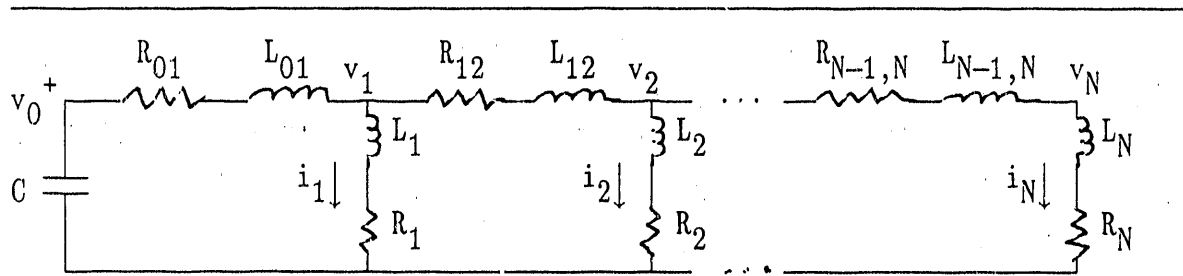 R01 L01 v1 R12 L12 v2 RN-1,N LN-1,N vN
v0 +
L1 L2 LN
C i1 i2 ... iN
R1 R2 RN
...